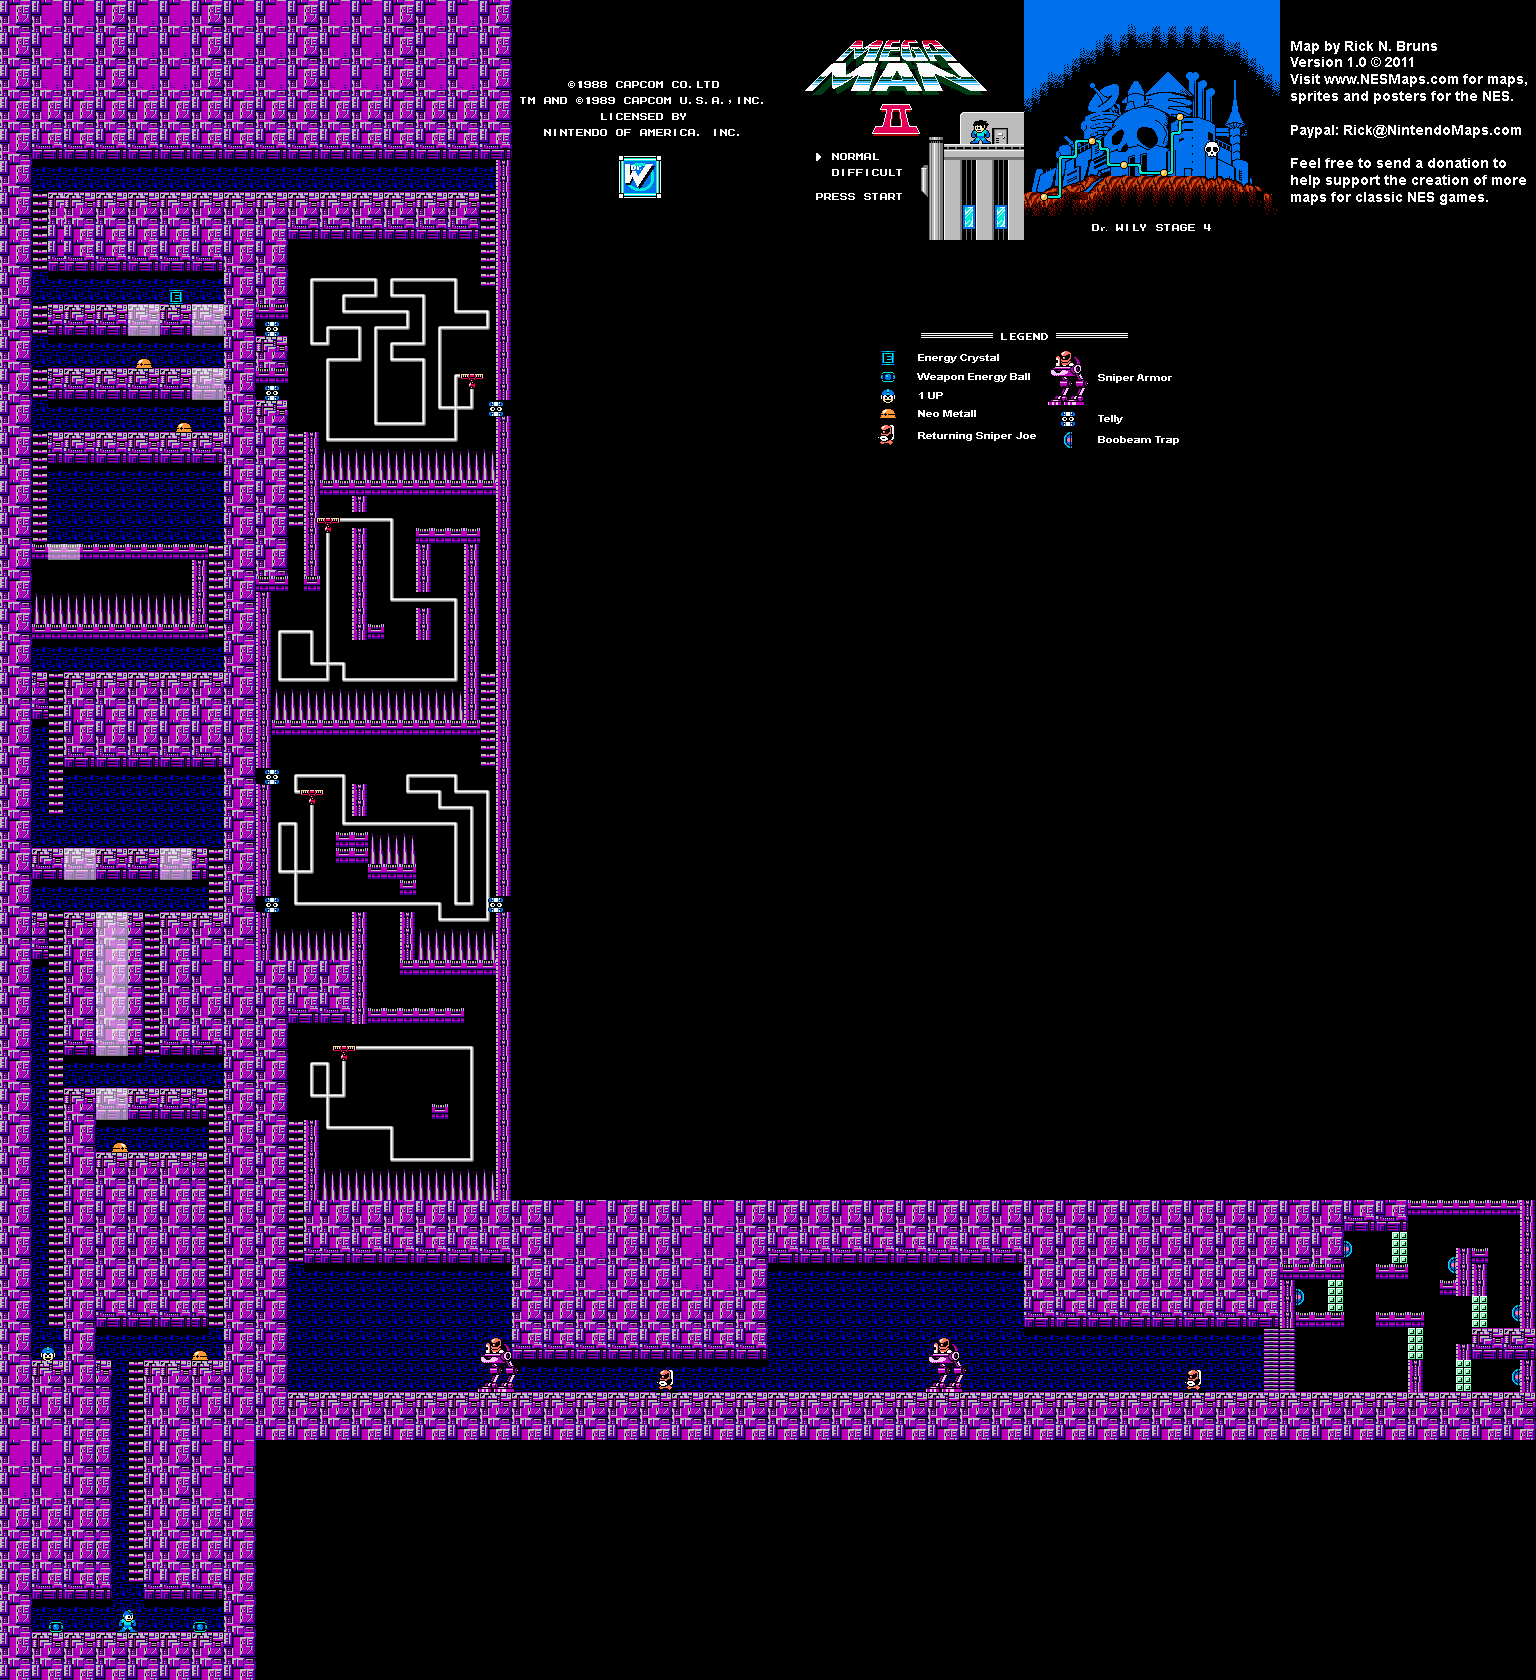 ©1988 CAPCOM CO.LTD
TM AND ©1989 CAPCOM U.S.A.,INC.
LICENSED BY
NINTENDO OF AMERICA. INC.
Dr. W
MEGA
MAN
II
NORMAL
DIFFICULT
PRESS START
Dr. WILY STAGE 4
Map by Rick N. Bruns
Version 1.0 © 2011
Visit www.NESMaps.com for maps,
sprites and posters for the NES.
Paypal: Rick@NintendoMaps.com
Feel free to send a donation to
help support the creation of more
maps for classic NES games.
LEGEND
E Energy Crystal
Weapon Energy Ball
1 UP
Neo Metall
Returning Sniper Joe
Sniper Armor
Telly
Boobeam Trap
E